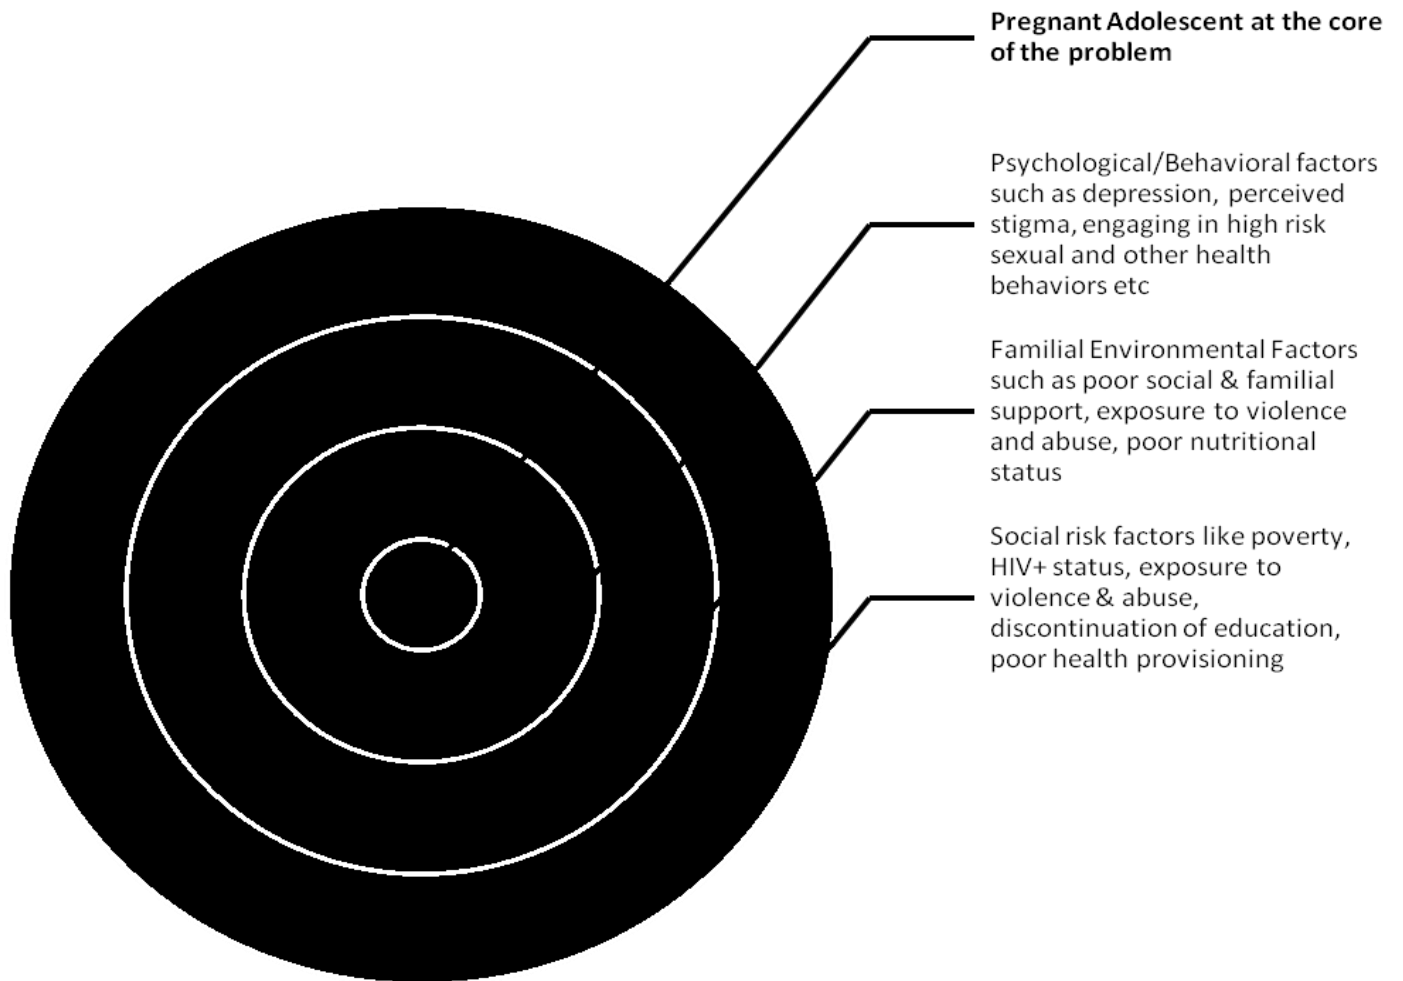 Pregnant Adolescent at the core
of the problem
Psychological/Behavioral factors
such as depression, perceived
stigma, engaging in high risk
sexual and other health
behaviors etc
Familial Environmental Factors
such as poor social & familial
support, exposure to violence
and abuse, poor nutritional
status
Social risk factors like poverty,
HIV+ status, exposure to
violence & abuse,
discontinuation of education,
poor health provisioning